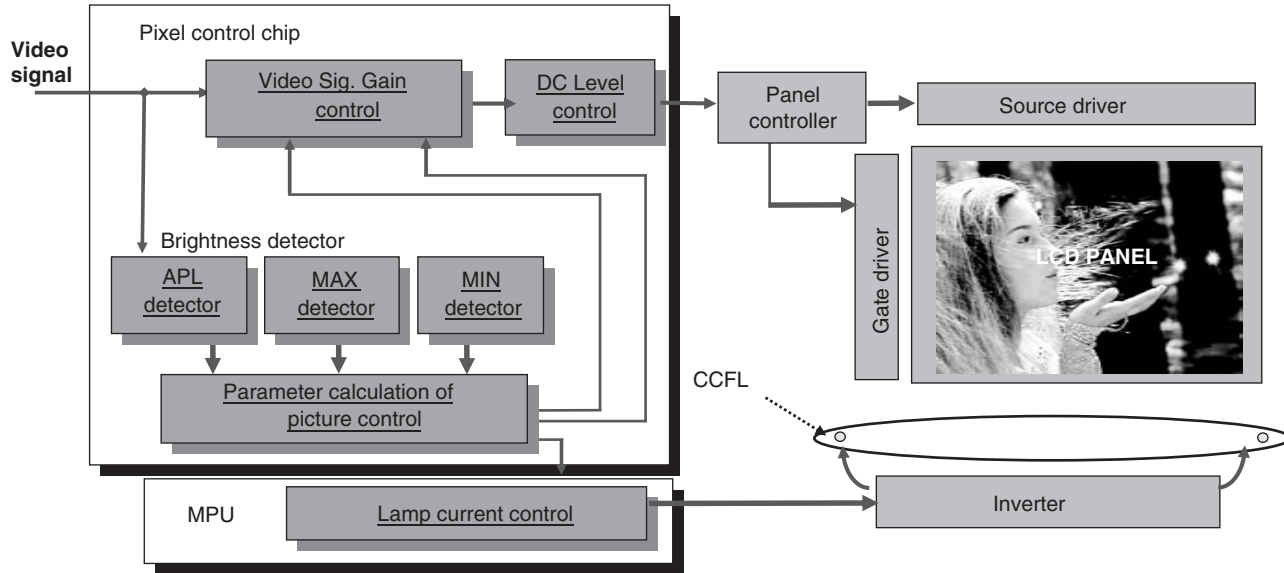 Pixel control chip
Video
signal
Video Sig. Gain
control
DC Level
control
Panel
controller
Source driver
Brightness detector
APL
detector
MAX
detector
MIN
detector
Gate driver
LCD PANEL
Parameter calculation of
picture control
CCFL
MPU
Lamp current control
Inverter